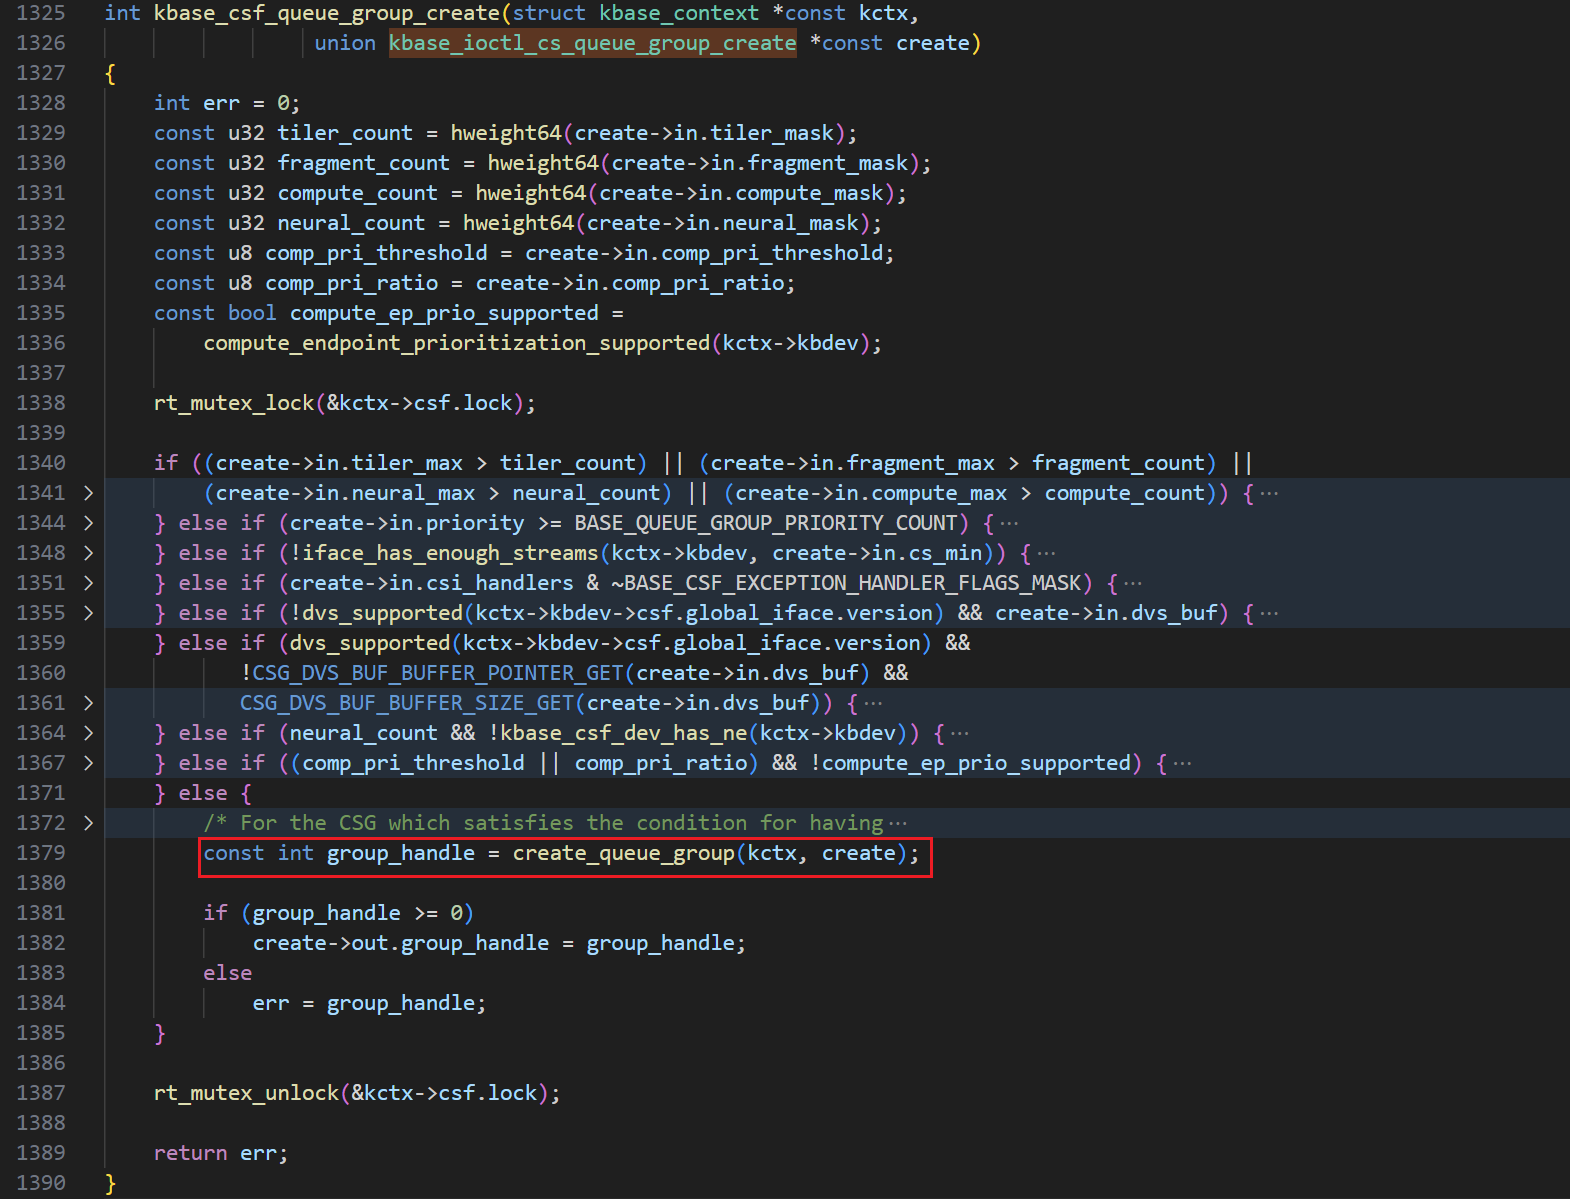 1325 int kbase_csf_queue_group_create(struct kbase_context *const kctx,
1326 union kbase_ioctl_cs_queue_group_create *const create)
1327 {
1328 int err = 0;
1329 const u32 tiler_count = hweight64(create->in.tiler_mask);
1330 const u32 fragment_count = hweight64(create->in.fragment_mask);
1331 const u32 compute_count = hweight64(create->in.compute_mask);
1332 const u32 neural_count = hweight64(create->in.neural_mask);
1333 const u8 comp_pri_threshold = create->in.comp_pri_threshold;
1334 const u8 comp_pri_ratio = create->in.comp_pri_ratio;
1335 const bool compute_ep_prio_supported =
1336 compute_endpoint_prioritization_supported(kctx->kbdev);
1337
1338 rt_mutex_lock(&kctx->csf.lock);
1339
1340 if ((create->in.tiler_max > tiler_count) || (create->in.fragment_max > fragment_count) ||
1341 > (create->in.neural_max > neural_count) || (create->in.compute_max > compute_count)) {···
1344 > } else if (create->in.priority >= BASE_QUEUE_GROUP_PRIORITY_COUNT) {···
1348 > } else if (!iface_has_enough_streams(kctx->kbdev, create->in.cs_min)) {···
1351 > } else if (create->in.csi_handlers & ~BASE_CSF_EXCEPTION_HANDLER_FLAGS_MASK) {···
1355 > } else if (!dvs_supported(kctx->kbdev->csf.global_iface.version) && create->in.dvs_buf) {···
1359 } else if (dvs_supported(kctx->kbdev->csf.global_iface.version) &&
1360 !CSG_DVS_BUF_BUFFER_POINTER_GET(create->in.dvs_buf) &&
1361 > CSG_DVS_BUF_BUFFER_SIZE_GET(create->in.dvs_buf)) {···
1364 > } else if (neural_count && !kbase_csf_dev_has_ne(kctx->kbdev)) {···
1367 > } else if ((comp_pri_threshold || comp_pri_ratio) && !compute_ep_prio_supported) {···
1371 } else {
1372 > /* For the CSG which satisfies the condition for having···
1379 const int group_handle = create_queue_group(kctx, create);
1380
1381 if (group_handle >= 0)
1382 create->out.group_handle = group_handle;
1383 else
1384 err = group_handle;
1385 }
1386
1387 rt_mutex_unlock(&kctx->csf.lock);
1388
1389 return err;
1390 }